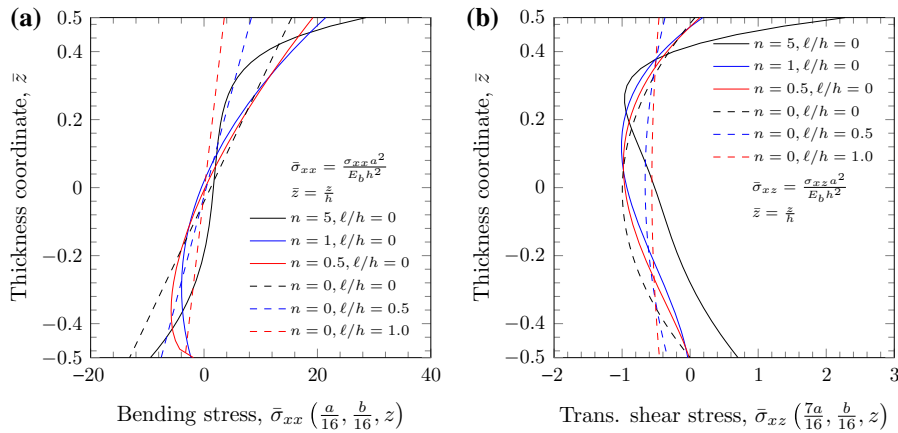 (a)
0.5
0.4
0.2
0
−0.2
−0.4
−0.5
Thickness coordinate, z̄
σ̄xx = σxx a² / E_b h²
z̄ = z/h
n = 5, ℓ/h = 0
n = 1, ℓ/h = 0
n = 0.5, ℓ/h = 0
n = 0, ℓ/h = 0
n = 0, ℓ/h = 0.5
n = 0, ℓ/h = 1.0
−20 0 20 40
Bending stress, σ̄xx (a/16, b/16, z)
(b)
0.5
0.4
0.2
0
-0.2
-0.4
-0.5
Thickness coordinate, z̄
n = 5, ℓ/h = 0
n = 1, ℓ/h = 0
n = 0.5, ℓ/h = 0
n = 0, ℓ/h = 0
n = 0, ℓ/h = 0.5
n = 0, ℓ/h = 1.0
σ̄xz = σxz a² / E_b h²
z̄ = z/h
−2 −1 0 1 2 3
Trans. shear stress, σ̄xz (7a/16, b/16, z)